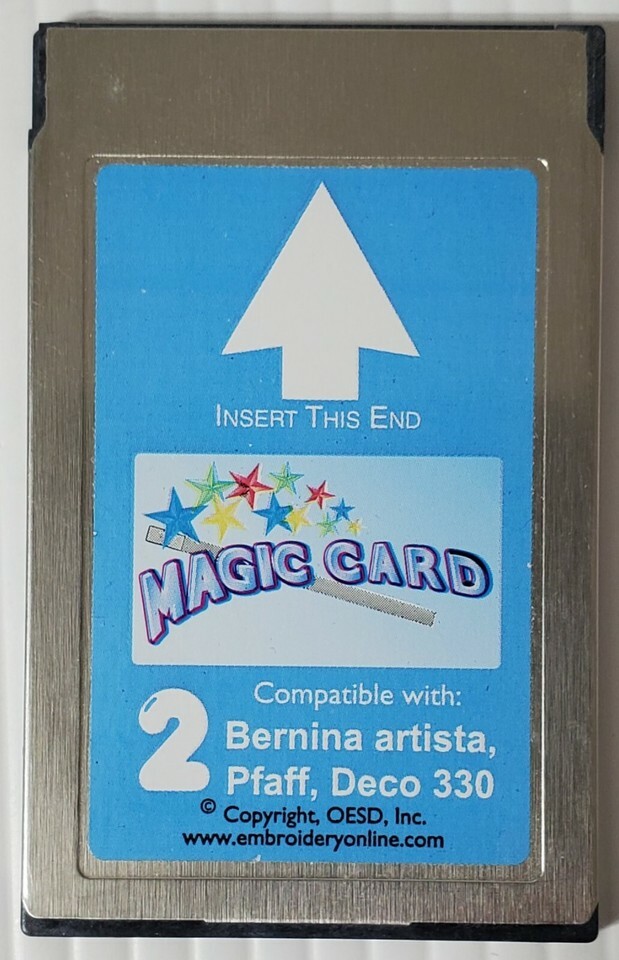 INSERT THIS END
MAGIC CARD
Compatible with:
2 Bernina artista,
Pfaff, Deco 330
© Copyright, OESD, Inc.
www.embroideryonline.com